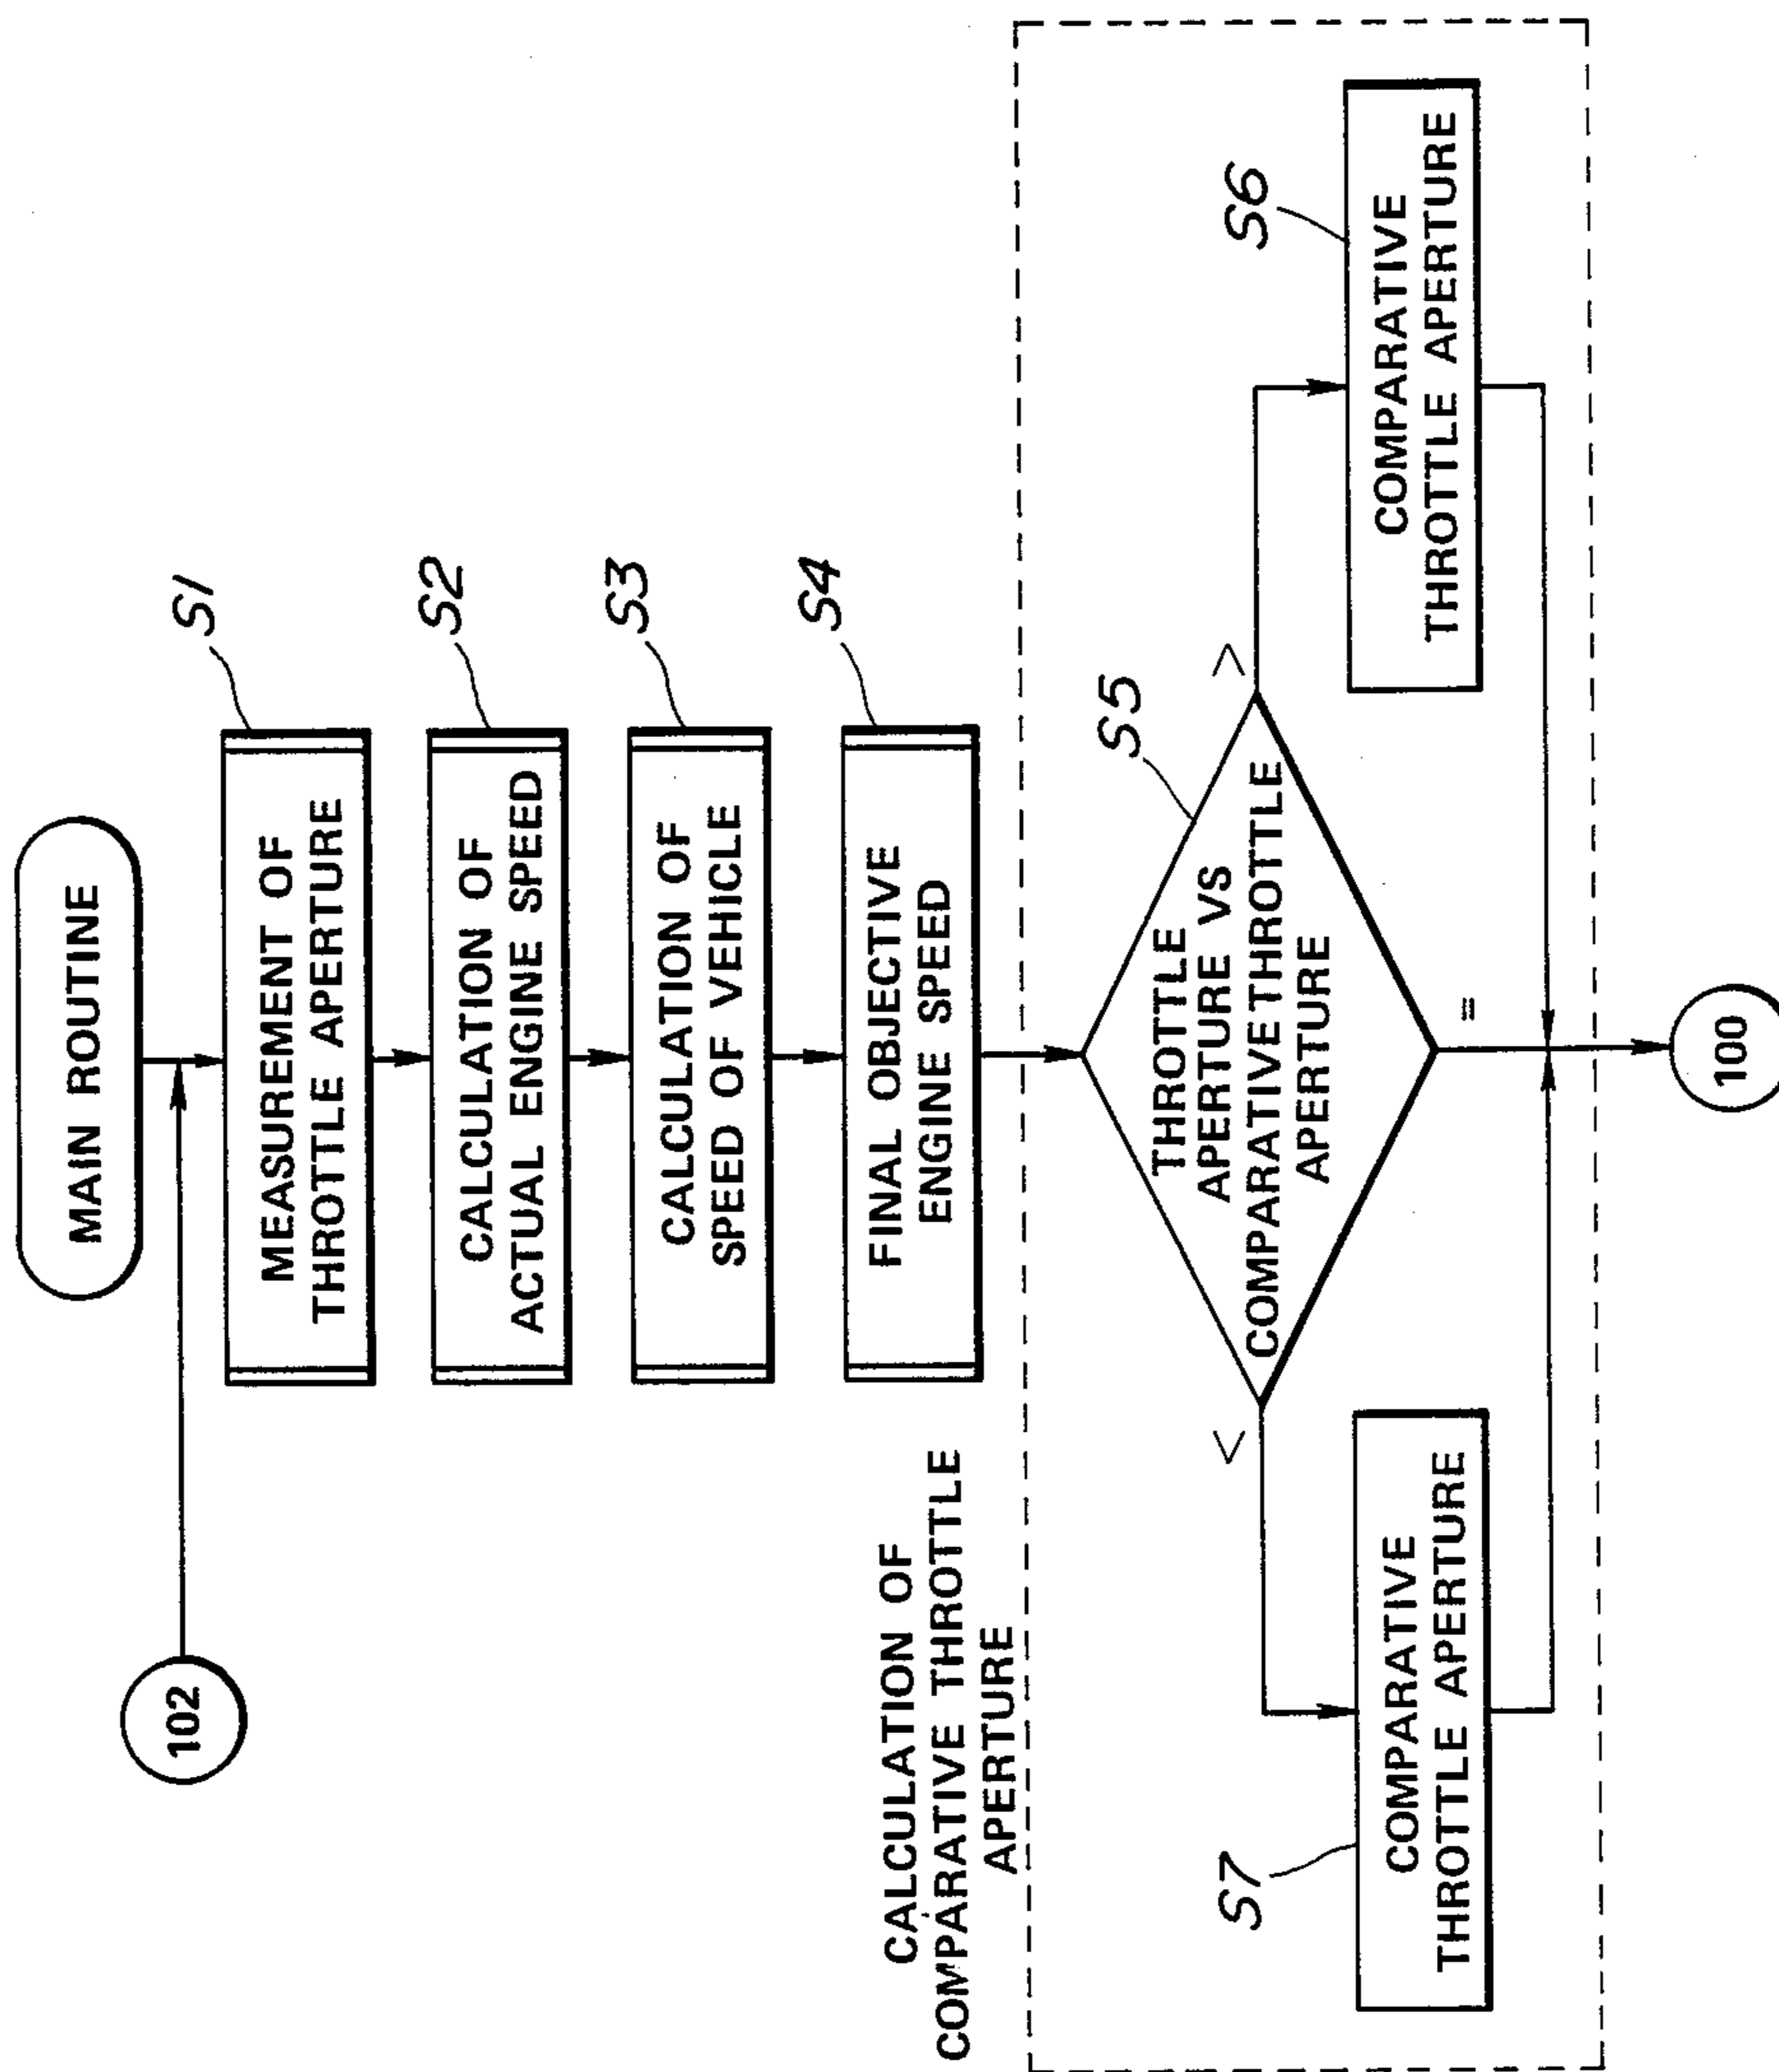 MAIN ROUTINE
102
S1
MEASUREMENT OF
THROTTLE APERTURE
S2
CALCULATION OF
ACTUAL ENGINE SPEED
S3
CALCULATION OF
SPEED OF VEHICLE
S4
FINAL OBJECTIVE
ENGINE SPEED
CALCULATION OF
COMPARATIVE THROTTLE
APERTURE
S5
THROTTLE
APERTURE VS
COMPARATIVE THROTTLE
APERTURE
<
>
=
S7
COMPARATIVE
THROTTLE APERTURE
S6
COMPARATIVE
THROTTLE APERTURE
100